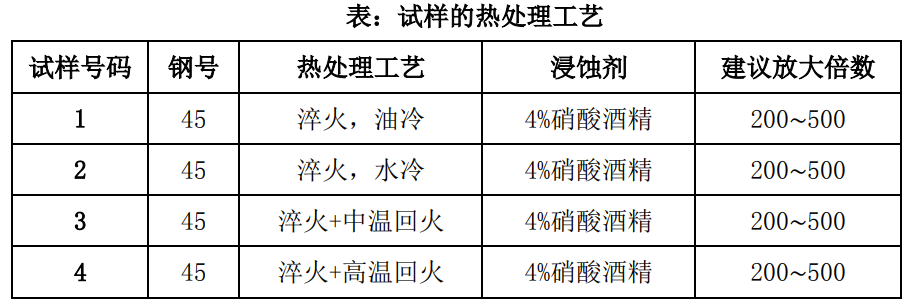 表：试样的热处理工艺
试样号码 钢号 热处理工艺 浸蚀剂 建议放大倍数
1 45 淬火，油冷 4%硝酸酒精 200~500
2 45 淬火，水冷 4%硝酸酒精 200~500
3 45 淬火+中温回火 4%硝酸酒精 200~500
4 45 淬火+高温回火 4%硝酸酒精 200~500